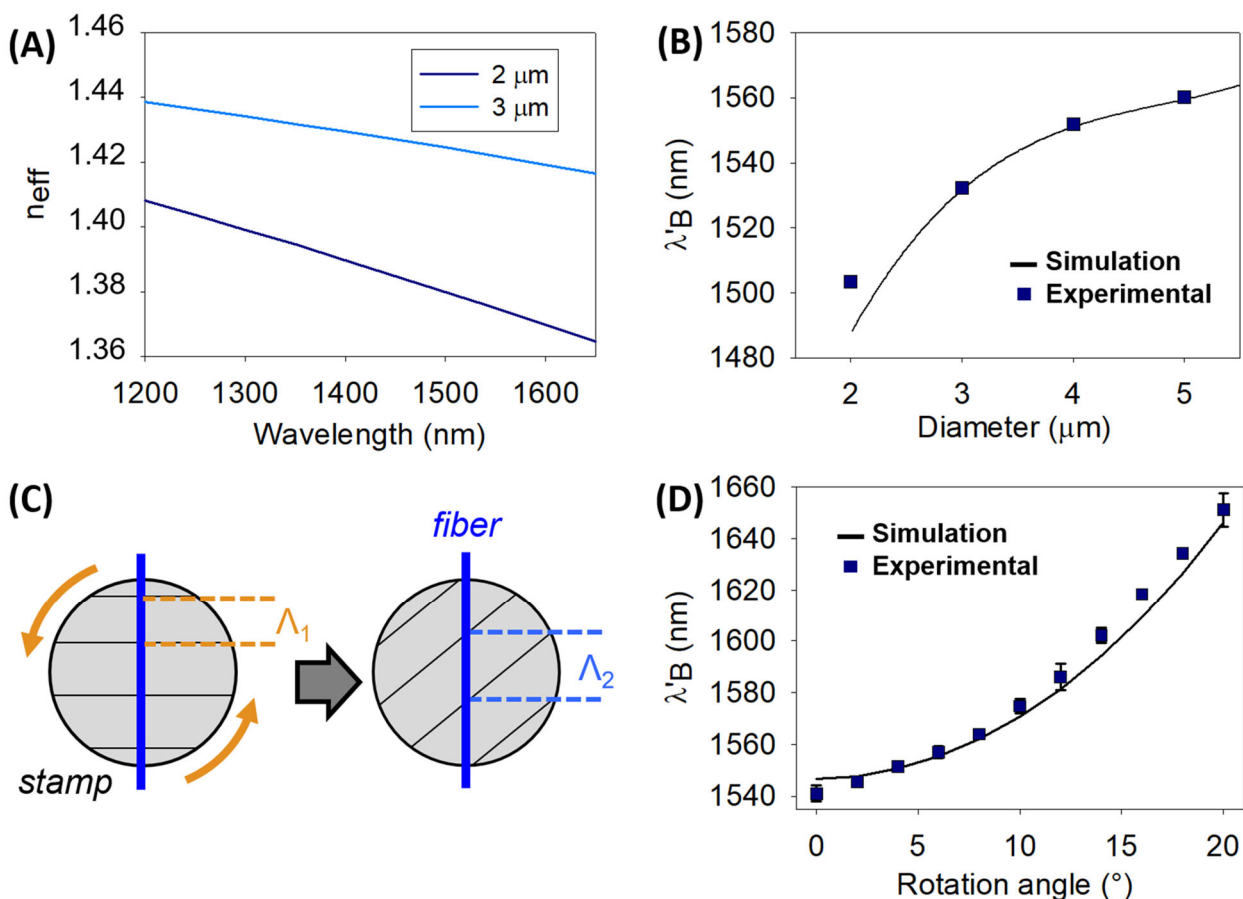 (A)
1.46
1.44
1.42
1.40
1.38
1.36
neff
2 μm
3 μm
1200 1300 1400 1500 1600
Wavelength (nm)
(B)
1580
1560
1540
1520
1500
1480
λ'B (nm)
Simulation
Experimental
2 3 4 5
Diameter (μm)
(C)
fiber
Λ1
Λ2
stamp
(D)
1660
1640
1620
1600
1580
1560
1540
λ'B (nm)
Simulation
Experimental
0 5 10 15 20
Rotation angle (°)